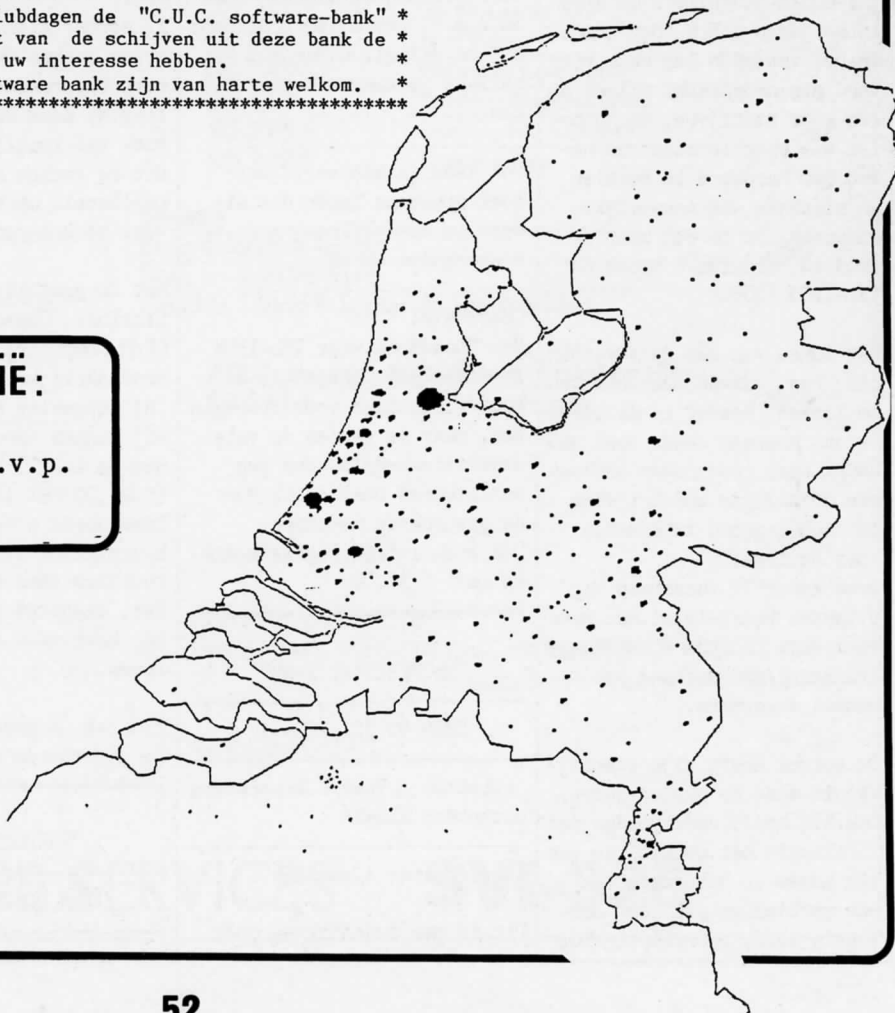 lubdagen de "C.U.C. software-bank" *
k van de schijven uit deze bank de *
uw interesse hebben. *
tware bank zijn van harte welkom. *
************************************
IË:
.v.p.
52